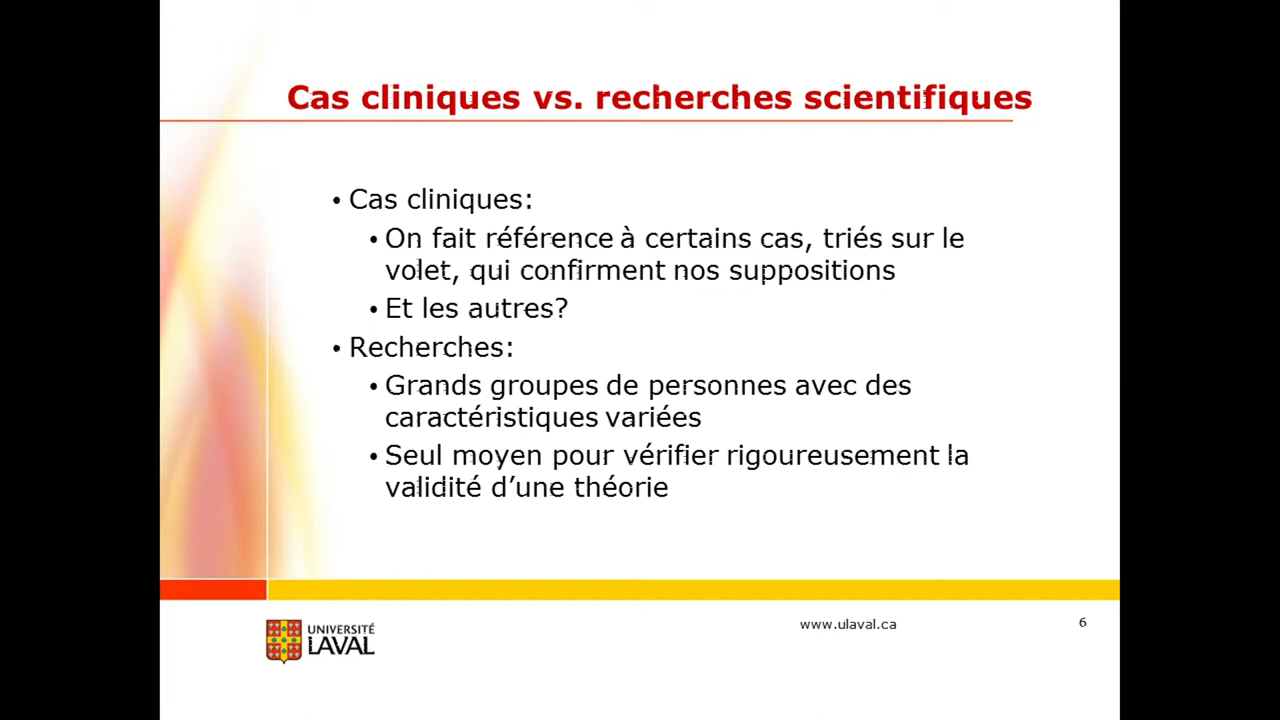 Cas cliniques vs. recherches scientifiques
• Cas cliniques:
• On fait référence à certains cas, triés sur le
volet, qui confirment nos suppositions
• Et les autres?
• Recherches:
• Grands groupes de personnes avec des
caractéristiques variées
• Seul moyen pour vérifier rigoureusement la
validité d’une théorie
UNIVERSITÉ
LAVAL
www.ulaval.ca
6